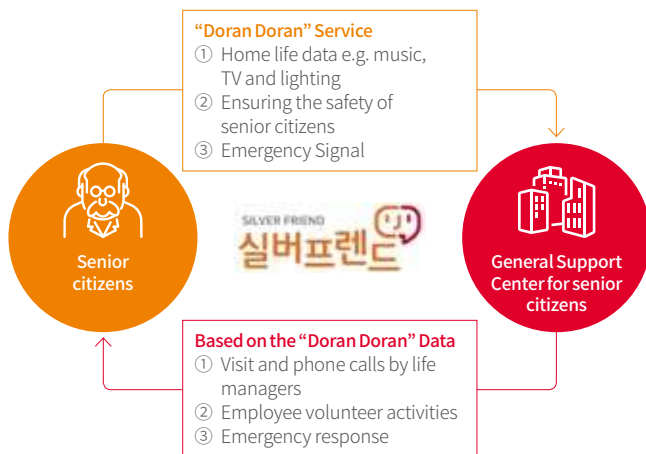 “Doran Doran” Service
① Home life data e.g. music,
TV and lighting
② Ensuring the safety of
senior citizens
③ Emergency Signal
Senior
citizens
SILVER FRIEND
실버프렌드
General Support
Center for senior
citizens
Based on the “Doran Doran” Data
① Visit and phone calls by life
managers
② Employee volunteer activities
③ Emergency response